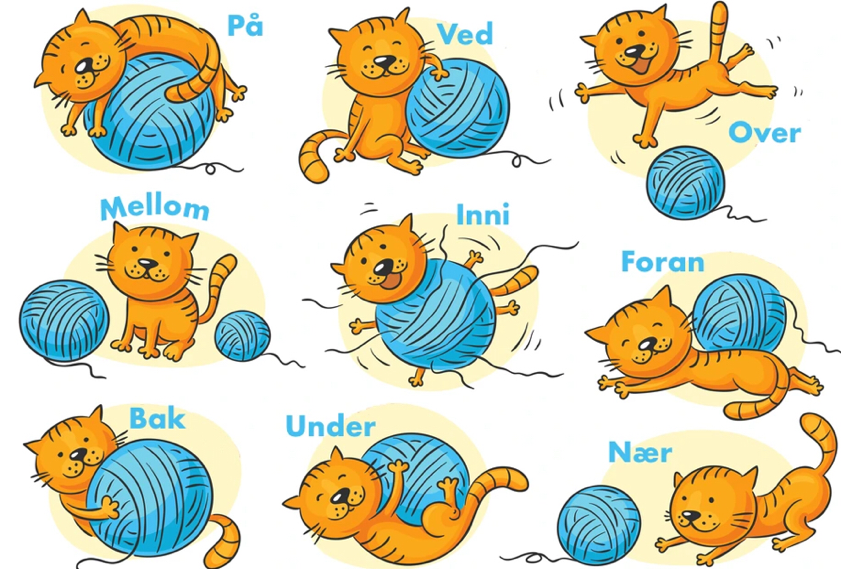 På
Ved
Over
Mellom
Inni
Foran
Bak
Under
Nær